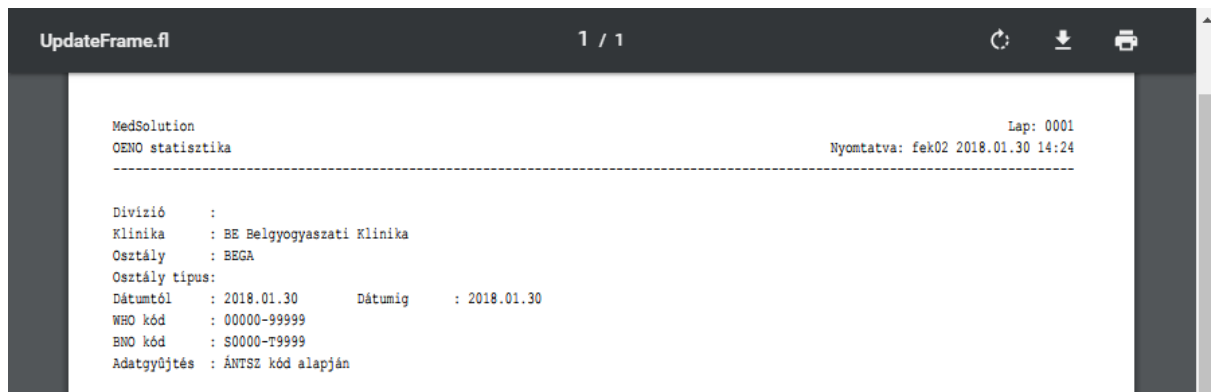 UpdateFrame.fl 1 / 1
MedSolution Lap: 0001
OENO statisztika Nyomtatva: fek02 2018.01.30 14:24
Divízió :
Klinika : BE Belgyogyaszati Klinika
Osztály : BEGA
Osztály típus:
Dátumtól : 2018.01.30 Dátumig : 2018.01.30
WHO kód : 00000-99999
BNO kód : S0000-T9999
Adatgyûjtés : ÁNTSZ kód alapján